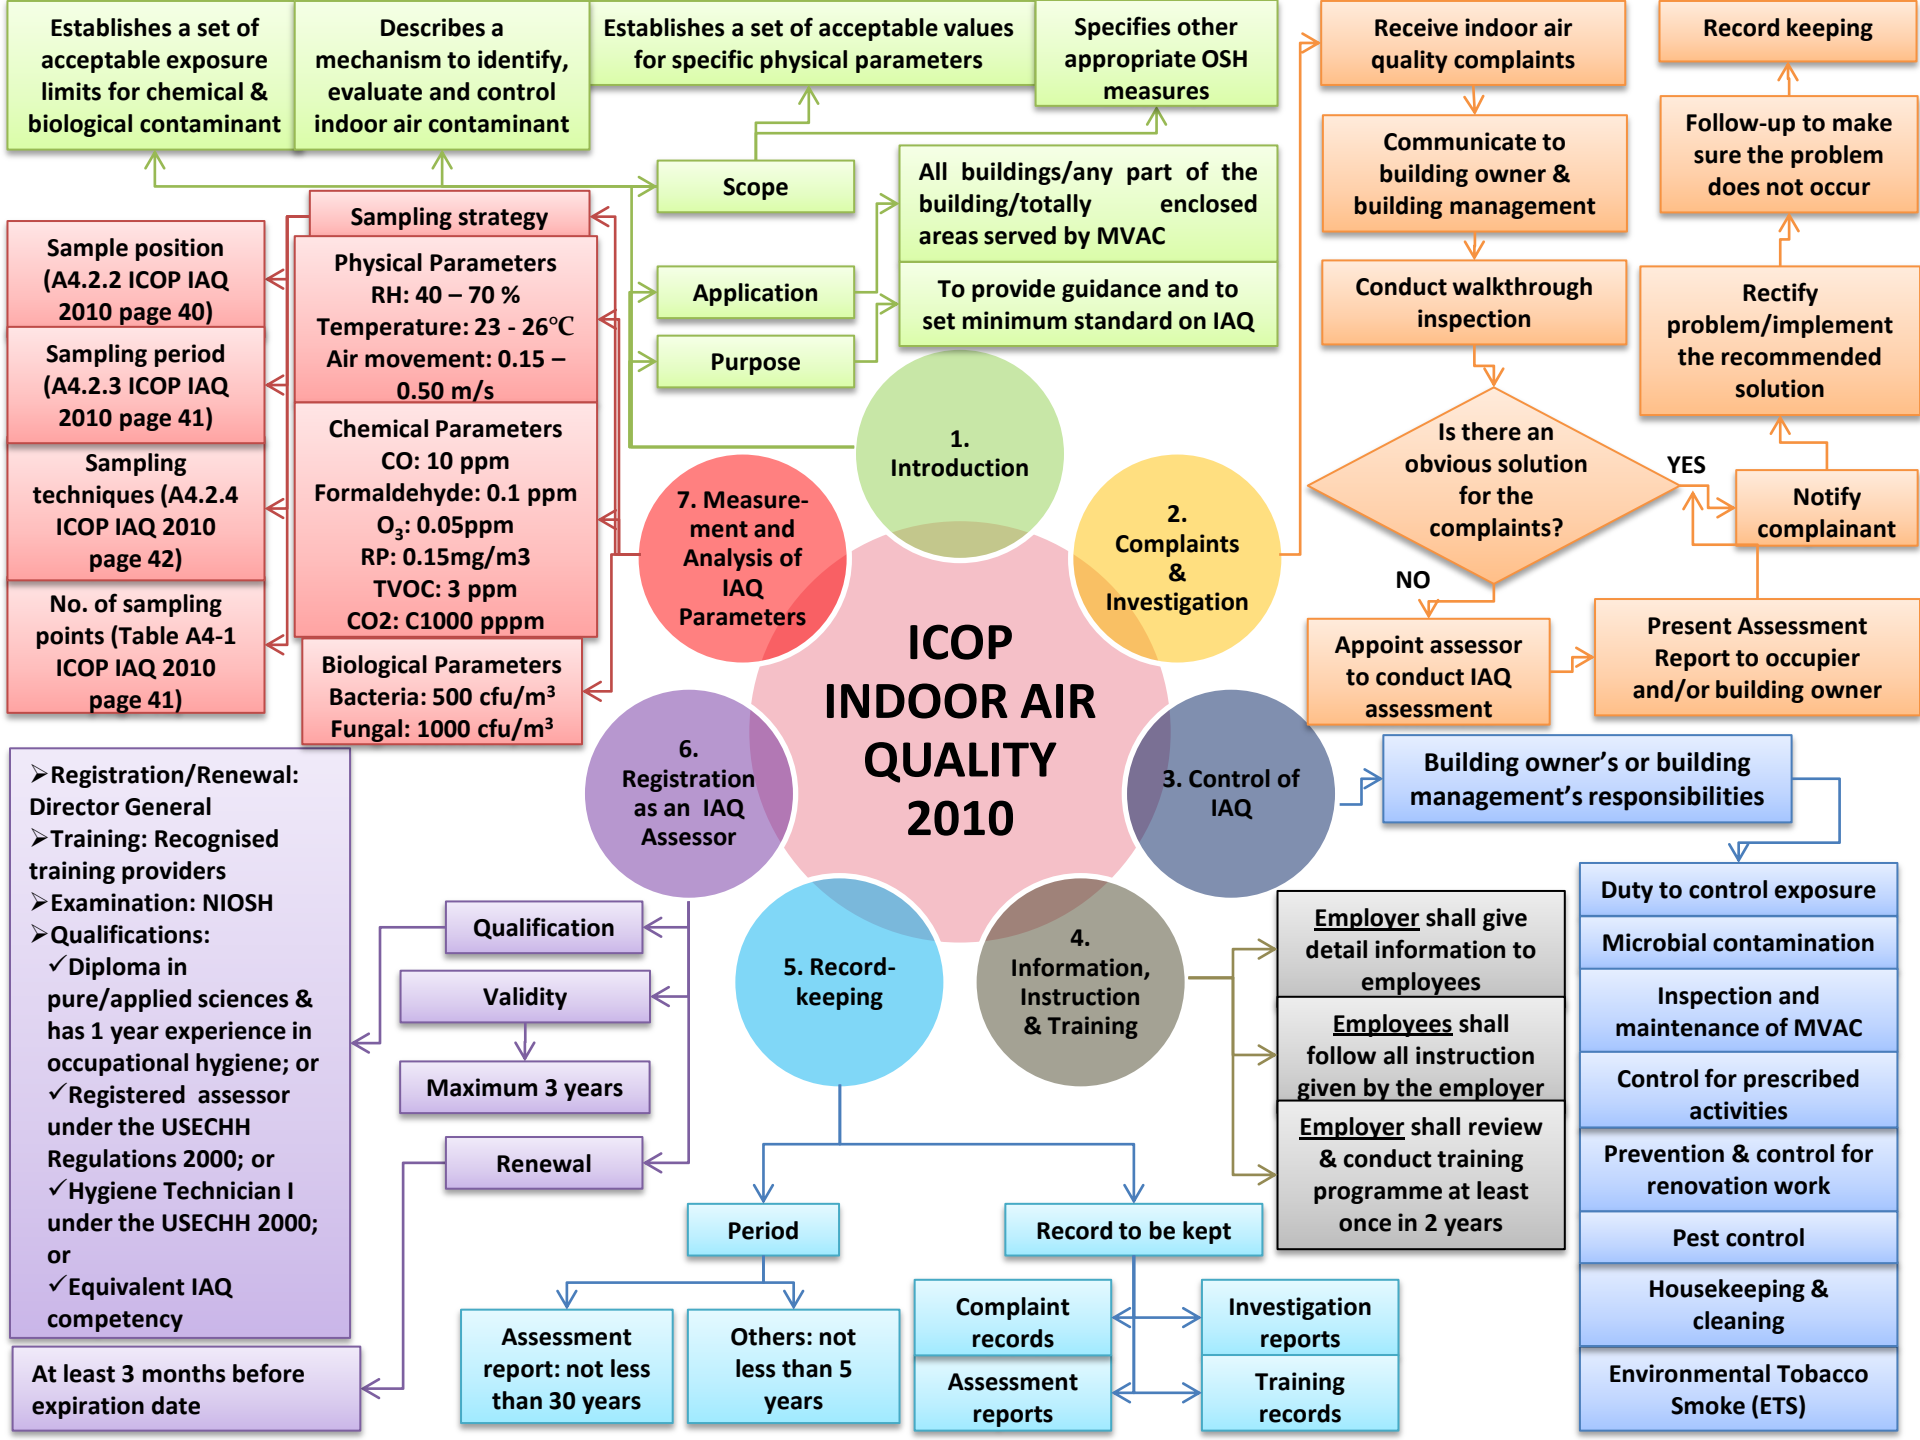 Establishes a set of
acceptable exposure
limits for chemical &
biological contaminant
Describes a
mechanism to identify,
evaluate and control
indoor air contaminant
Establishes a set of acceptable values
for specific physical parameters
Specifies other
appropriate OSH
measures
Scope
Application
Purpose
All buildings/any part of the
building/totally enclosed
areas served by MVAC
To provide guidance and to
set minimum standard on IAQ
Receive indoor air
quality complaints
Communicate to
building owner &
building management
Conduct walkthrough
inspection
Is there an
obvious solution
for the
complaints?
YES
NO
Record keeping
Follow-up to make
sure the problem
does not occur
Rectify
problem/implement
the recommended
solution
Notify
complainant
Appoint assessor
to conduct IAQ
assessment
Present Assessment
Report to occupier
and/or building owner
Sampling strategy
Physical Parameters
RH: 40 – 70 %
Temperature: 23 - 26℃
Air movement: 0.15 –
0.50 m/s
Chemical Parameters
CO: 10 ppm
Formaldehyde: 0.1 ppm
O3: 0.05ppm
RP: 0.15mg/m3
TVOC: 3 ppm
CO2: C1000 pppm
Biological Parameters
Bacteria: 500 cfu/m³
Fungal: 1000 cfu/m³
Sample position
(A4.2.2 ICOP IAQ
2010 page 40)
Sampling period
(A4.2.3 ICOP IAQ
2010 page 41)
Sampling
techniques (A4.2.4
ICOP IAQ 2010
page 42)
No. of sampling
points (Table A4-1
ICOP IAQ 2010
page 41)
1.
Introduction
2.
Complaints
&
Investigation
3. Control of
IAQ
4.
Information,
Instruction
& Training
5. Record-
keeping
6.
Registration
as an IAQ
Assessor
7. Measure-
ment and
Analysis of
IAQ
Parameters
ICOP
INDOOR AIR
QUALITY
2010
Building owner’s or building
management’s responsibilities
Duty to control exposure
Microbial contamination
Inspection and
maintenance of MVAC
Control for prescribed
activities
Prevention & control for
renovation work
Pest control
Housekeeping &
cleaning
Environmental Tobacco
Smoke (ETS)
Employer shall give
detail information to
employees
Employees shall
follow all instruction
given by the employer
Employer shall review
& conduct training
programme at least
once in 2 years
➢Registration/Renewal:
Director General
➢Training: Recognised
training providers
➢Examination: NIOSH
➢Qualifications:
✓Diploma in
pure/applied sciences &
has 1 year experience in
occupational hygiene; or
✓Registered assessor
under the USECHH
Regulations 2000; or
✓Hygiene Technician I
under the USECHH 2000;
or
✓Equivalent IAQ
competency
At least 3 months before
expiration date
Qualification
Validity
Maximum 3 years
Renewal
Period
Assessment
report: not less
than 30 years
Others: not
less than 5
years
Record to be kept
Complaint
records
Investigation
reports
Assessment
reports
Training
records